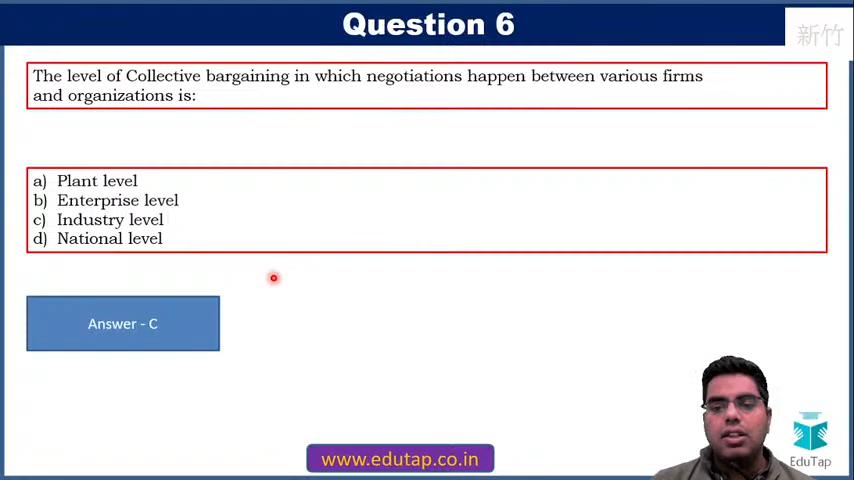 Question 6
新竹
The level of Collective bargaining in which negotiations happen between various firms
and organizations is:
a) Plant level
b) Enterprise level
c) Industry level
d) National level
Answer - C
www.edutap.co.in
EduTap